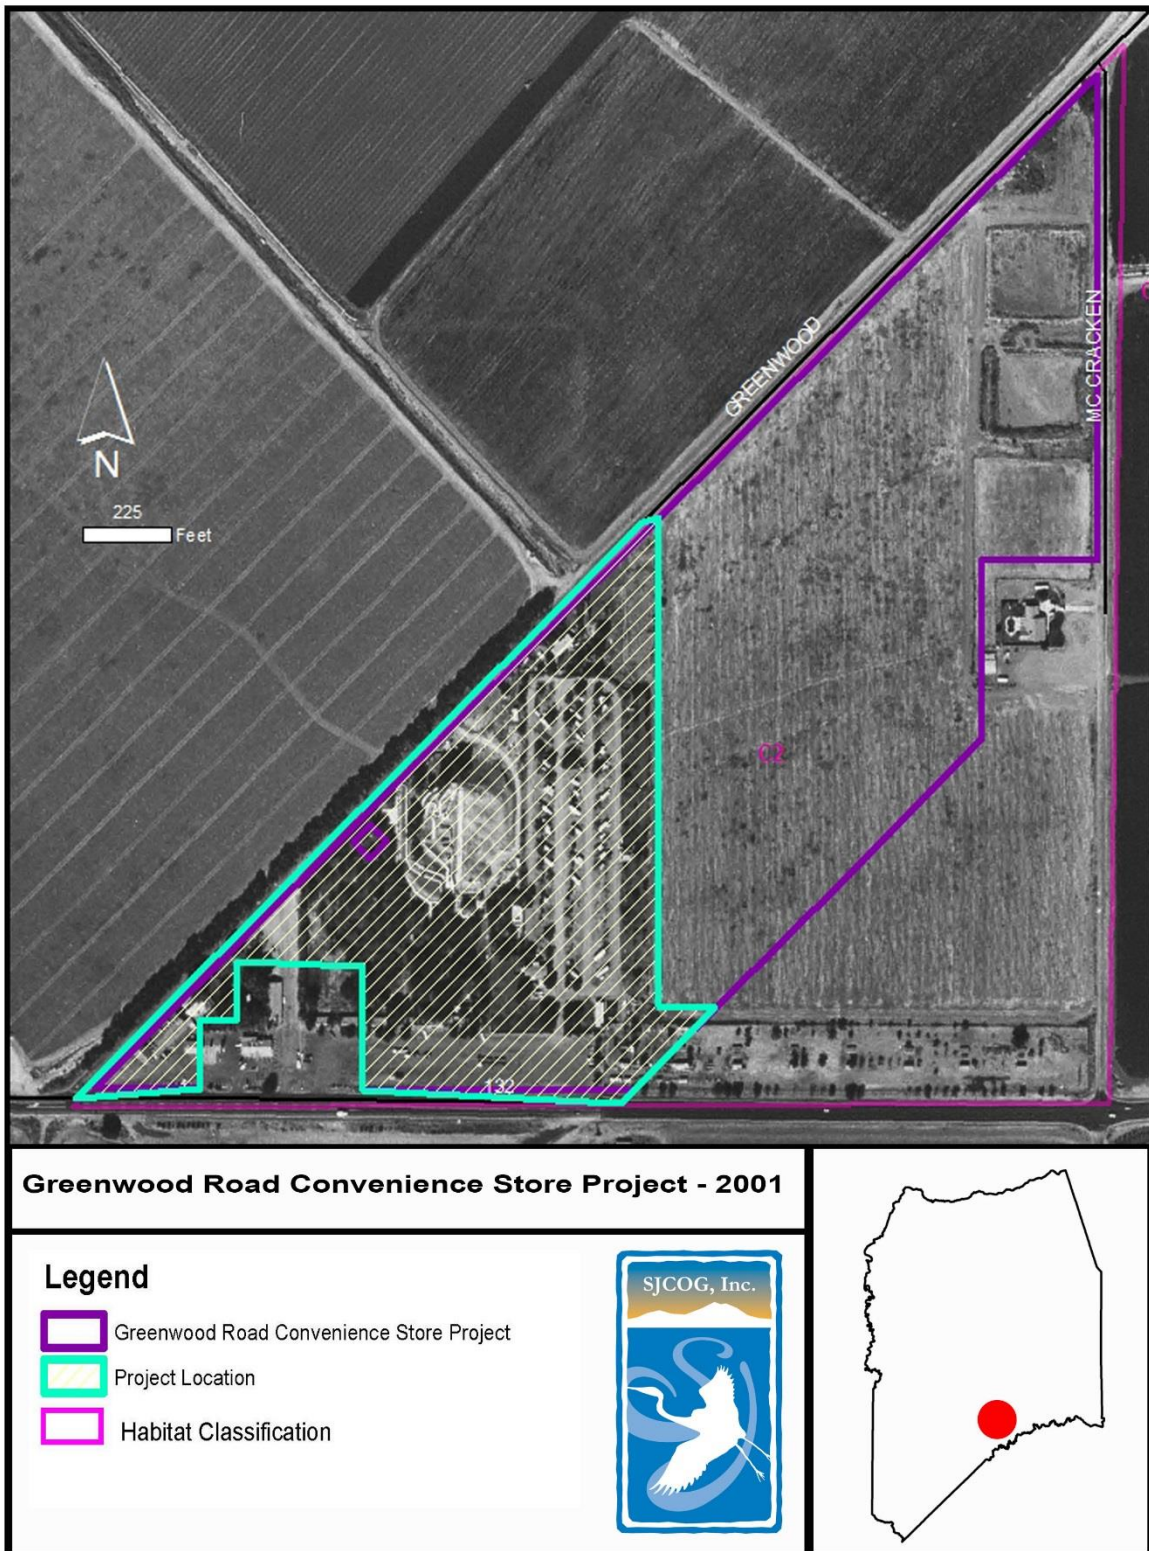 GREENWOOD
MC CRACKEN
N
225
Feet
C2
132
Greenwood Road Convenience Store Project - 2001
Legend
Greenwood Road Convenience Store Project
Project Location
Habitat Classification
SJCOG, Inc.